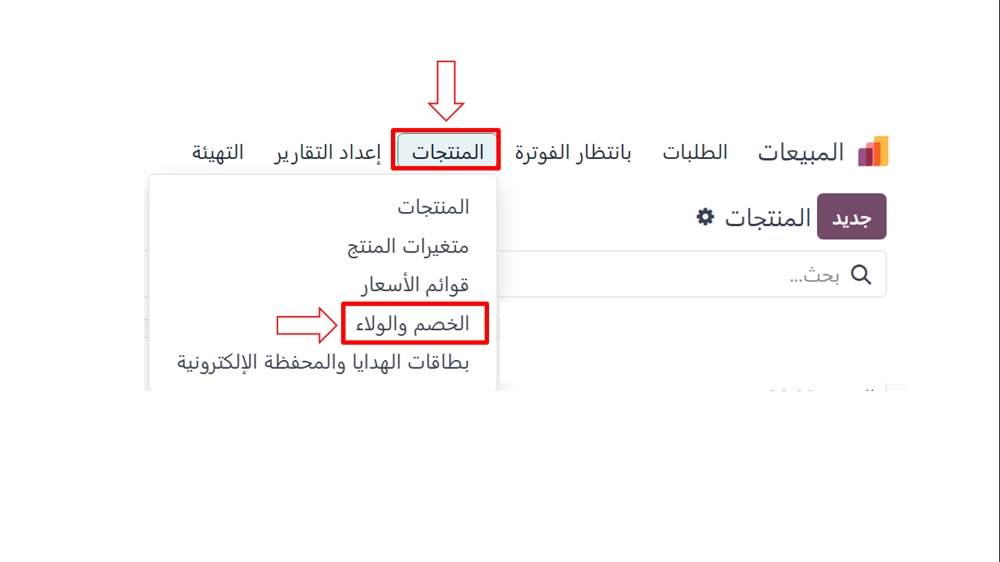 المبيعات الطلبات بانتظار الفوترة المنتجات إعداد التقارير التهيئة
جديد المنتجات
بحث...
المنتجات
متغيرات المنتج
قوائم الأسعار
الخصم والولاء
بطاقات الهدايا والمحفظة الإلكترونية